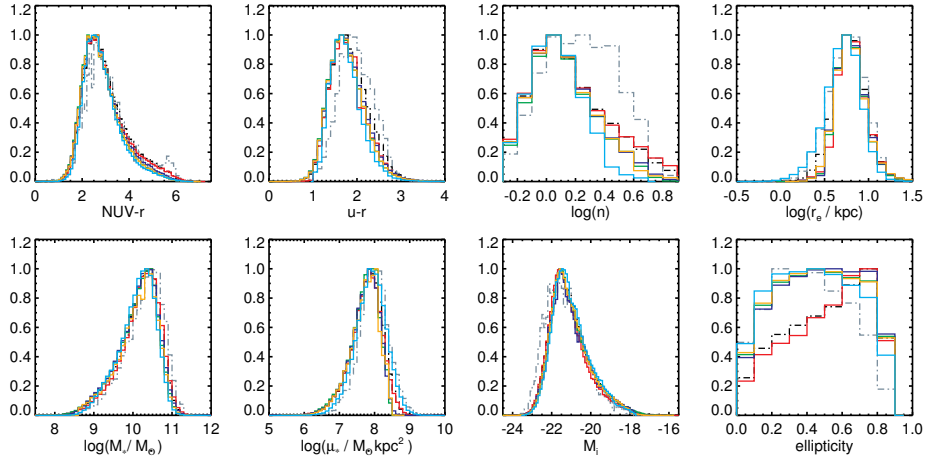 1.2 1.2 1.2 1.2
1.0 1.0 1.0 1.0
0.8 0.8 0.8 0.8
0.6 0.6 0.6 0.6
0.4 0.4 0.4 0.4
0.2 0.2 0.2 0.2
0.0 0.0 0.0 0.0
0 2 4 6 0 1 2 3 4 -0.2 0.0 0.2 0.4 0.6 0.8 -0.5 0.0 0.5 1.0 1.5
NUV-r u-r log(n) log(r_e / kpc)
1.2 1.2 1.2 1.2
1.0 1.0 1.0 1.0
0.8 0.8 0.8 0.8
0.6 0.6 0.6 0.6
0.4 0.4 0.4 0.4
0.2 0.2 0.2 0.2
0.0 0.0 0.0 0.0
8 9 10 11 12 5 6 7 8 9 10 -24 -22 -20 -18 -16 0.0 0.2 0.4 0.6 0.8 1.0
log(M_*/ M_⊙) log(μ_* / M_⊙ kpc²) M_i ellipticity